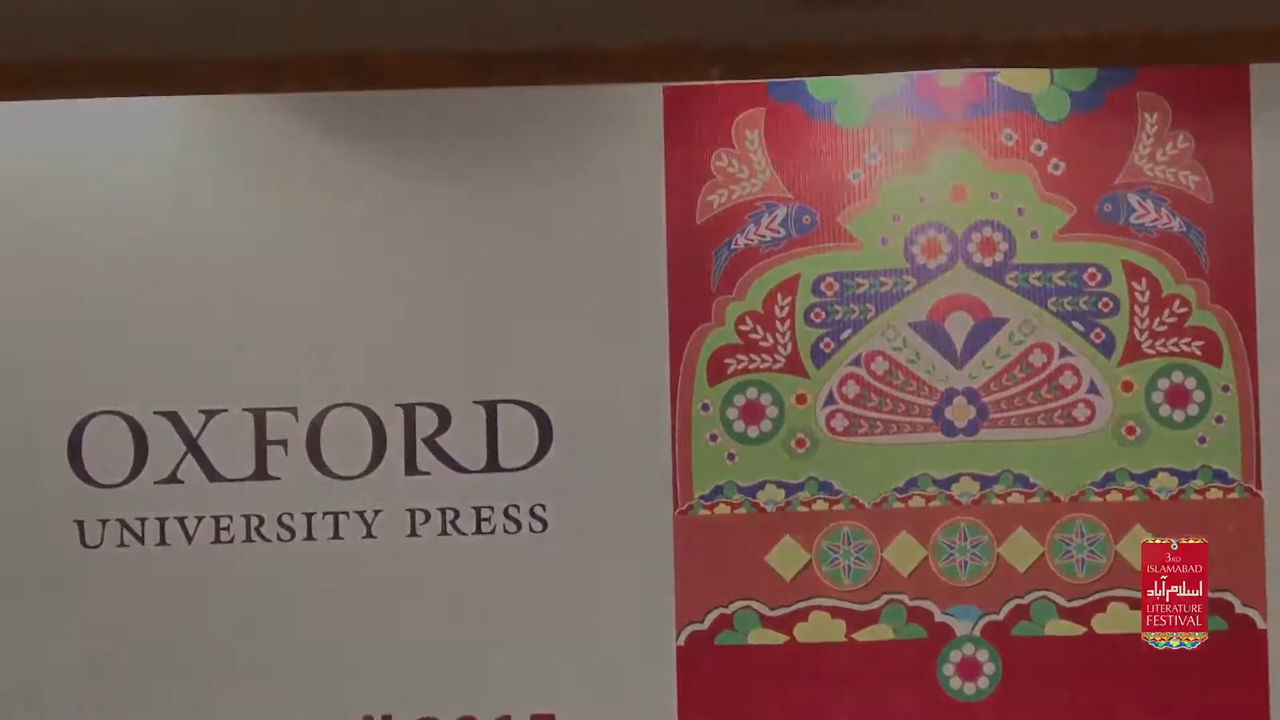 OXFORD
UNIVERSITY PRESS
3RD
ISLAMABAD
اسلام آباد
LITERATURE
FESTIVAL